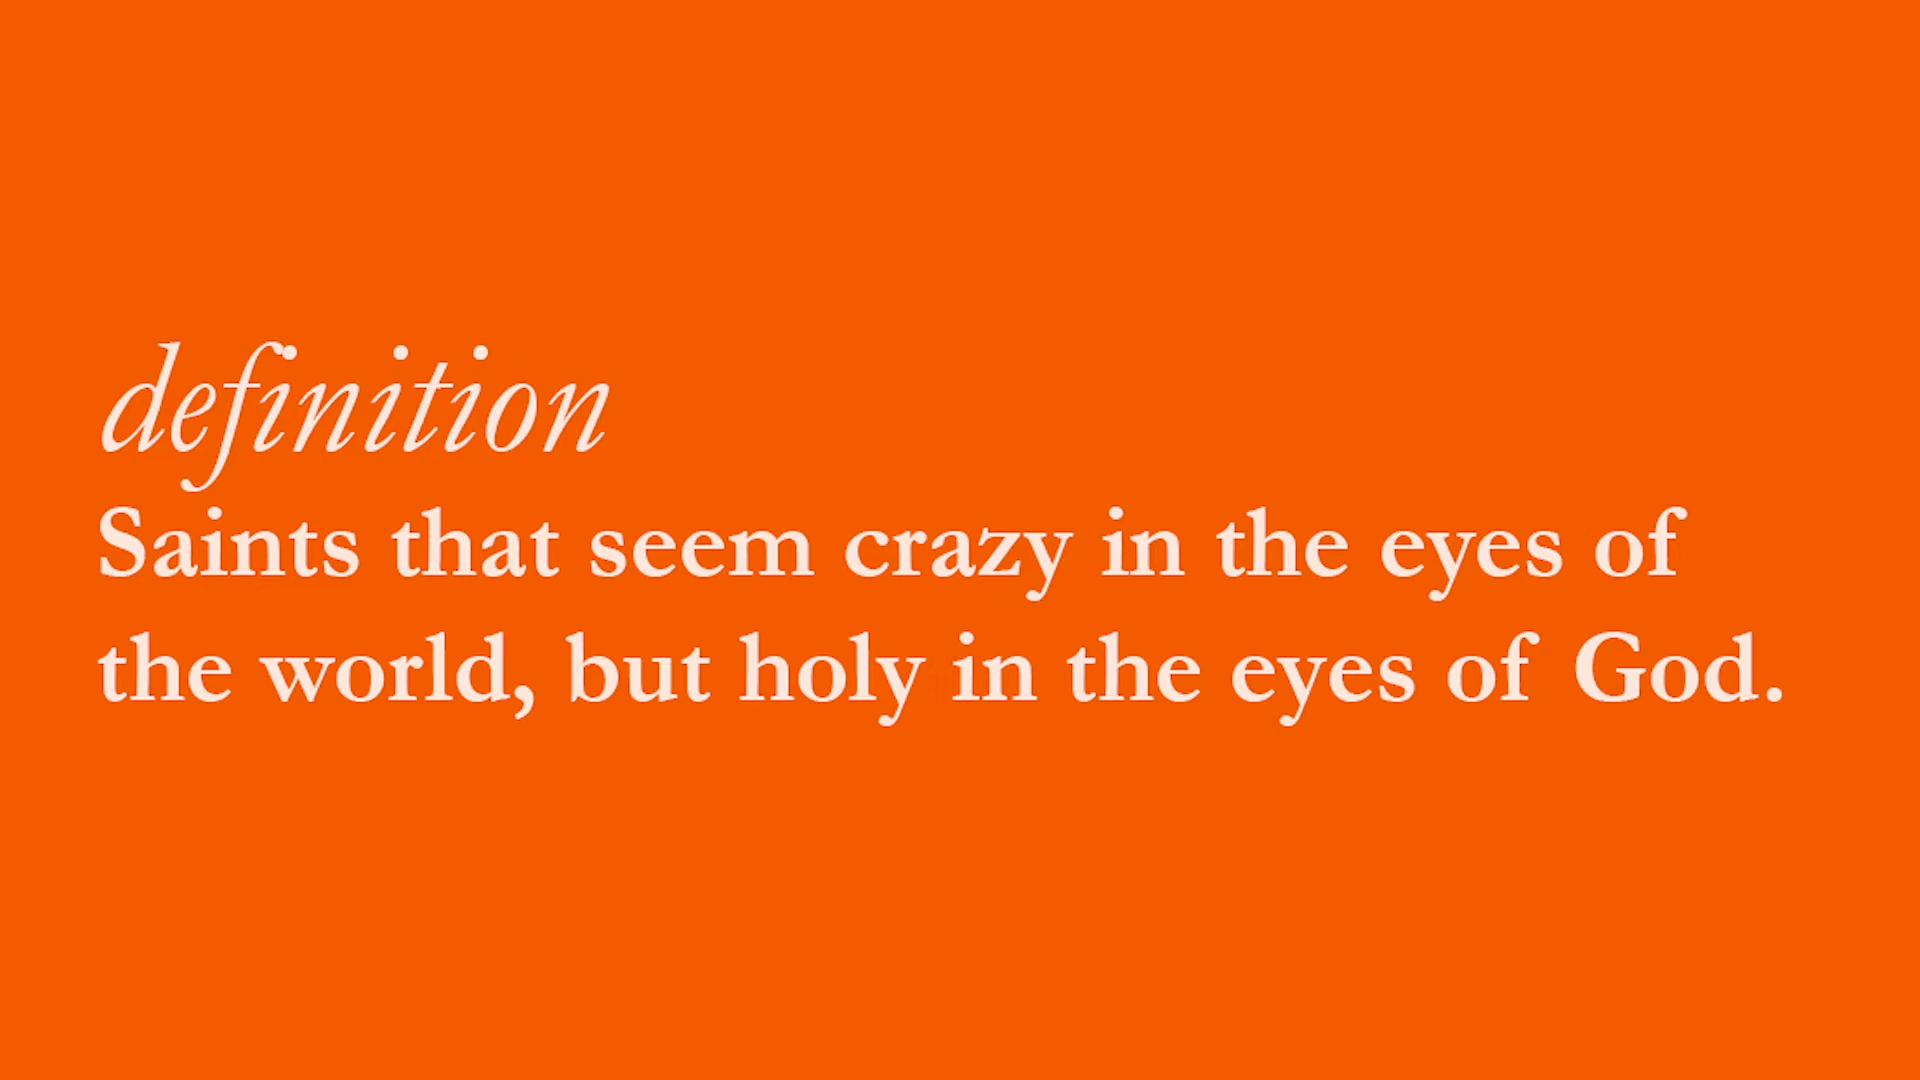 definition
Saints that seem crazy in the eyes of
the world, but holy in the eyes of God.